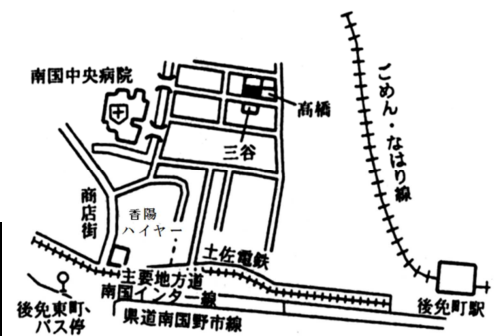 南国中央病院
高橋
三谷
ごめん・なはり線
商店街
香陽
ハイヤー
土佐電鉄
主要地方道
南国インター線
後免東町、
バス停
県道南国野市線
後免町駅